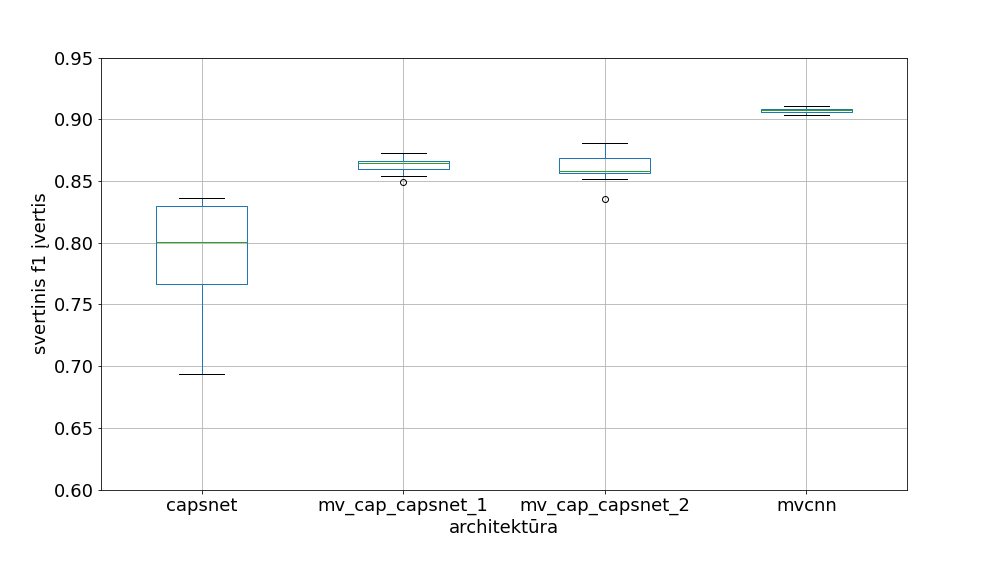 0.95
0.90
0.85
0.80
0.75
0.70
0.65
0.60
svertinis f1 įvertis
capsnet mv_cap_capsnet_1 mv_cap_capsnet_2 mvcnn
architektūra